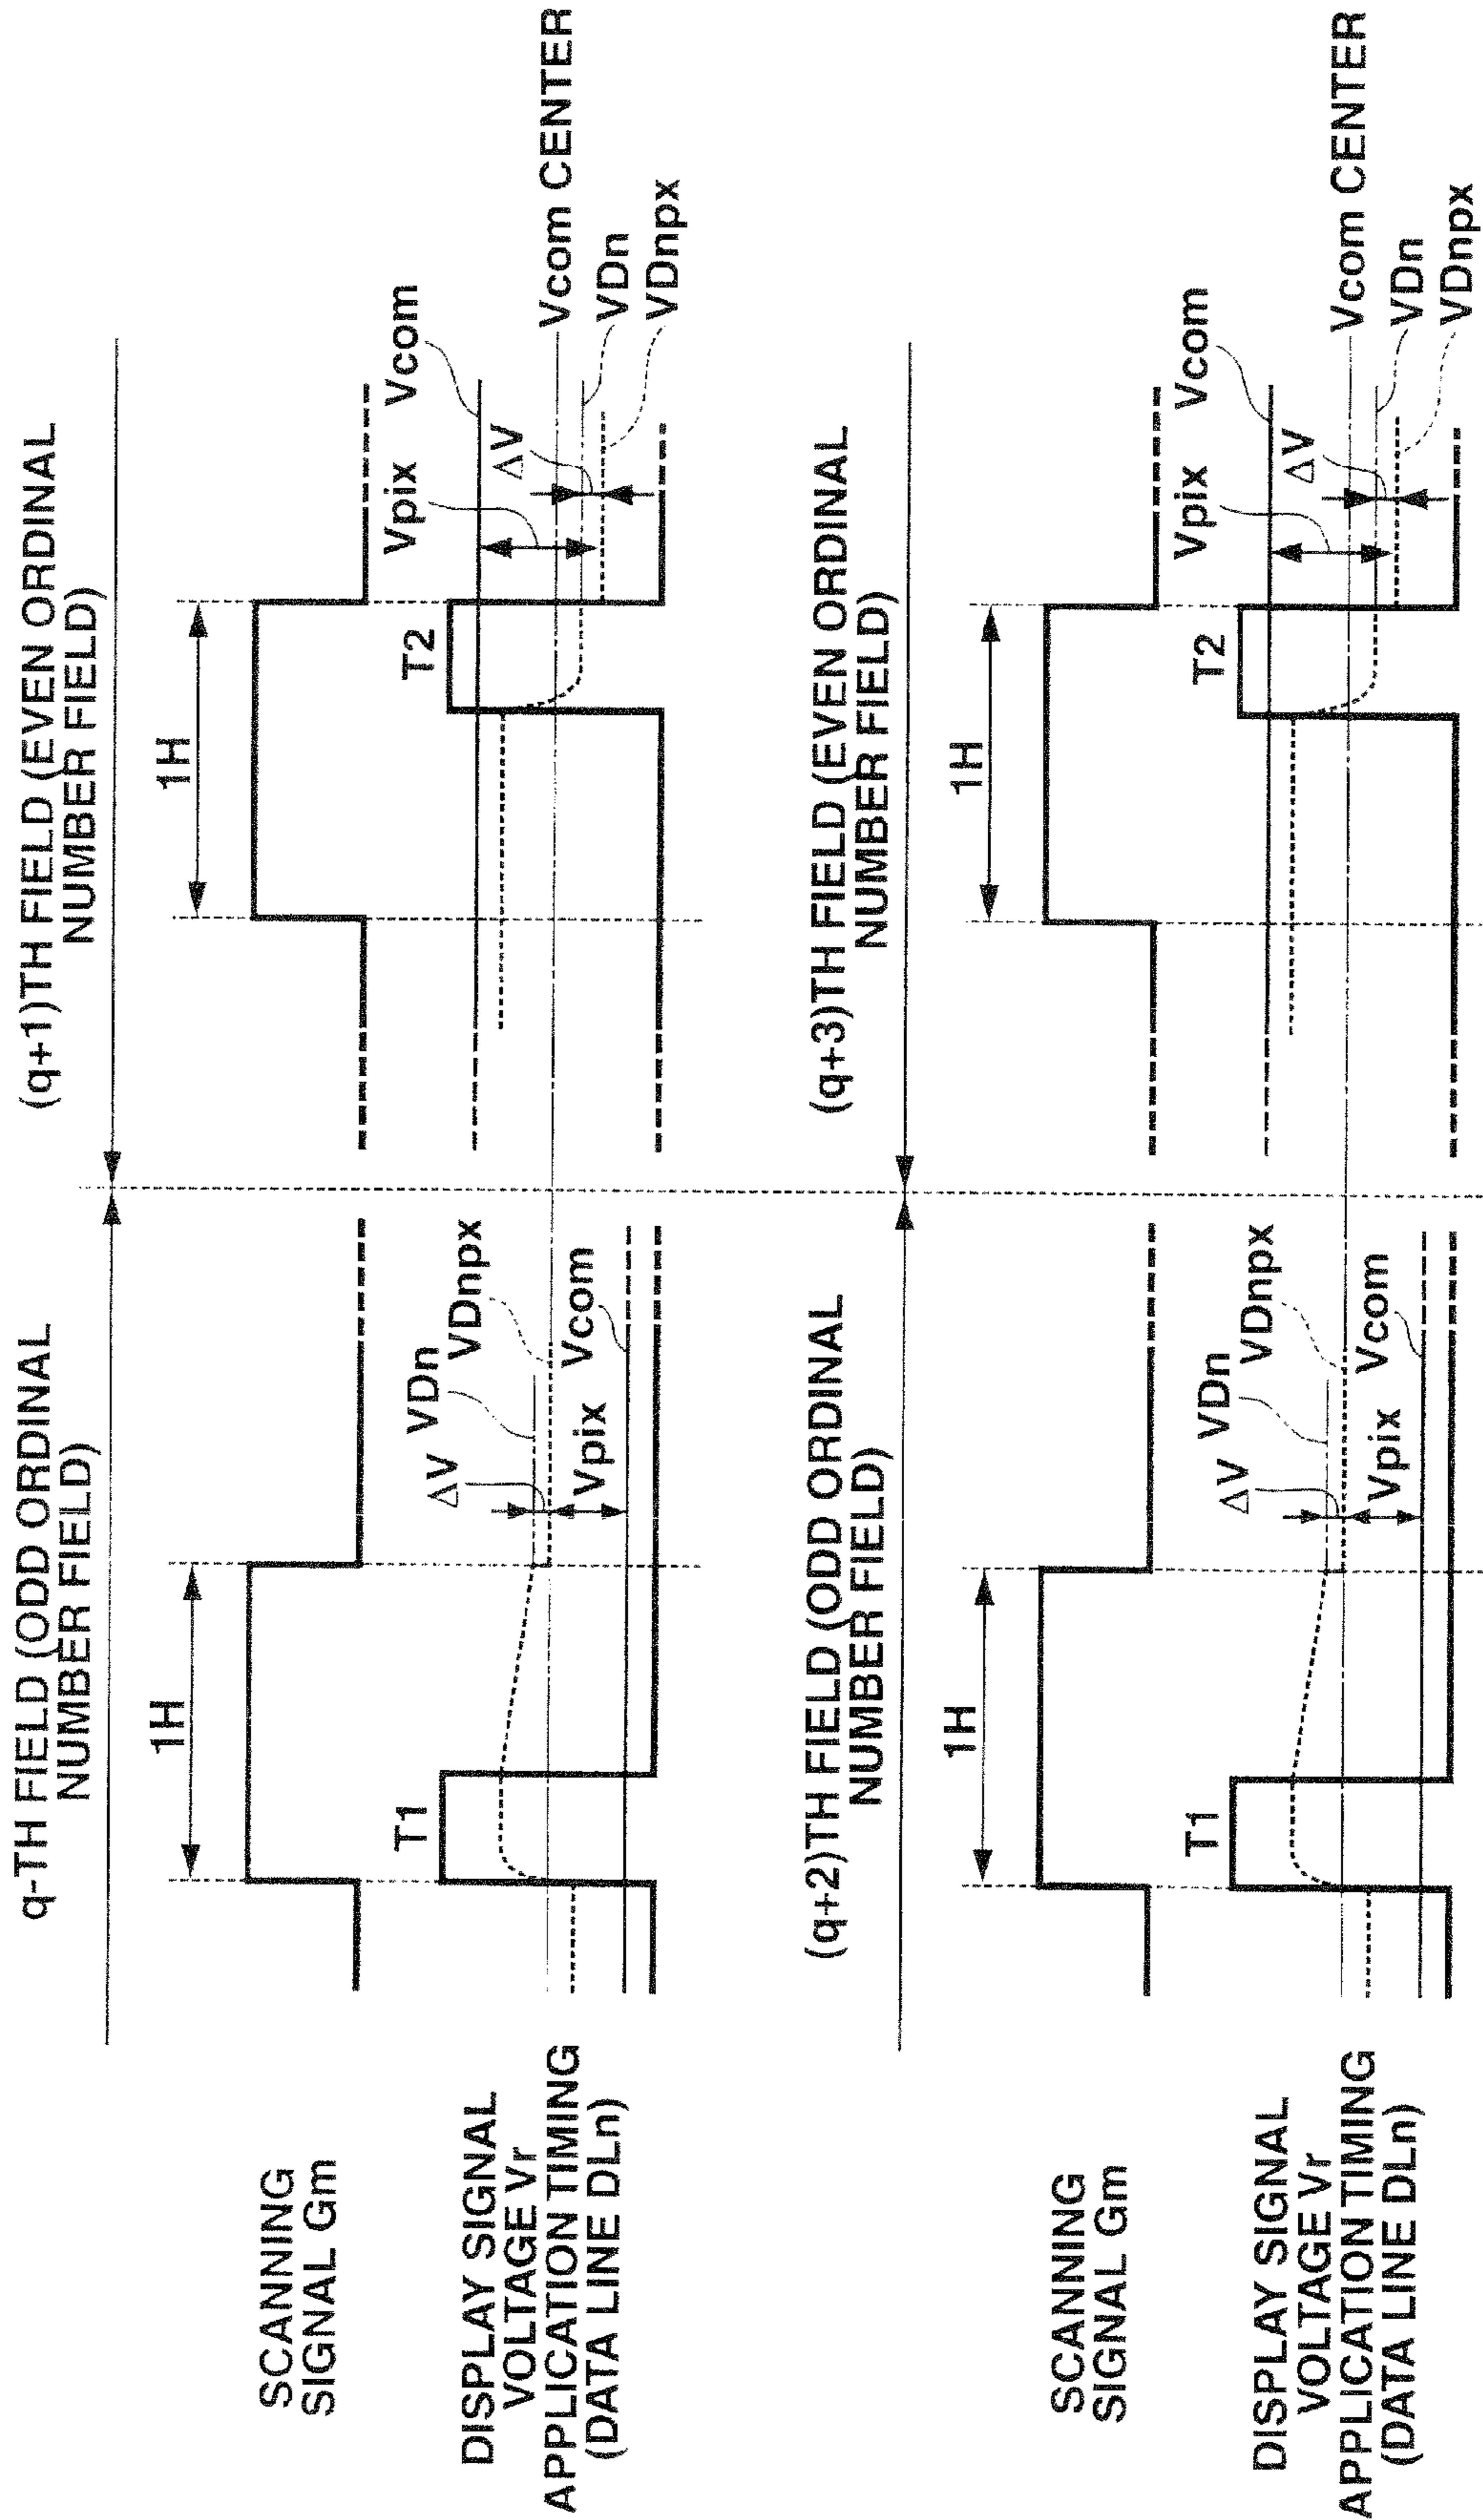 q-TH FIELD (ODD ORDINAL
NUMBER FIELD)
(q+1)TH FIELD (EVEN ORDINAL
NUMBER FIELD)
SCANNING
SIGNAL Gm
1H
1H
DISPLAY SIGNAL
VOLTAGE Vr
APPLICATION TIMING
(DATA LINE DLn)
T1
ΔV
VDn
VDnpx
Vpix
Vcom
T2
Vpix
Vcom
ΔV
Vcom CENTER
VDn
VDnpx
(q+2)TH FIELD (ODD ORDINAL
NUMBER FIELD)
(q+3)TH FIELD (EVEN ORDINAL
NUMBER FIELD)
SCANNING
SIGNAL Gm
1H
1H
DISPLAY SIGNAL
VOLTAGE Vr
APPLICATION TIMING
(DATA LINE DLn)
T1
ΔV
VDn
VDnpx
Vpix
Vcom
T2
Vpix
Vcom
ΔV
Vcom CENTER
VDn
VDnpx